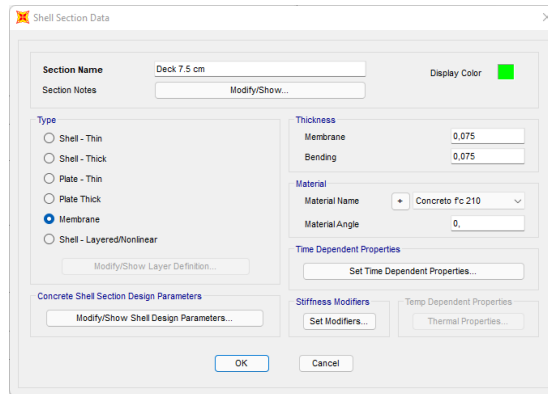 Shell Section Data
Section Name
Deck 7.5 cm
Display Color
Section Notes
Modify/Show...
Type
Shell - Thin
Shell - Thick
Plate - Thin
Plate Thick
Membrane
Shell - Layered/Nonlinear
Modify/Show Layer Definition...
Concrete Shell Section Design Parameters
Modify/Show Shell Design Parameters...
Thickness
Membrane
0,075
Bending
0,075
Material
Material Name
+
Concreto f'c 210
Material Angle
0,
Time Dependent Properties
Set Time Dependent Properties...
Stiffness Modifiers
Set Modifiers...
Temp Dependent Properties
Thermal Properties...
OK
Cancel